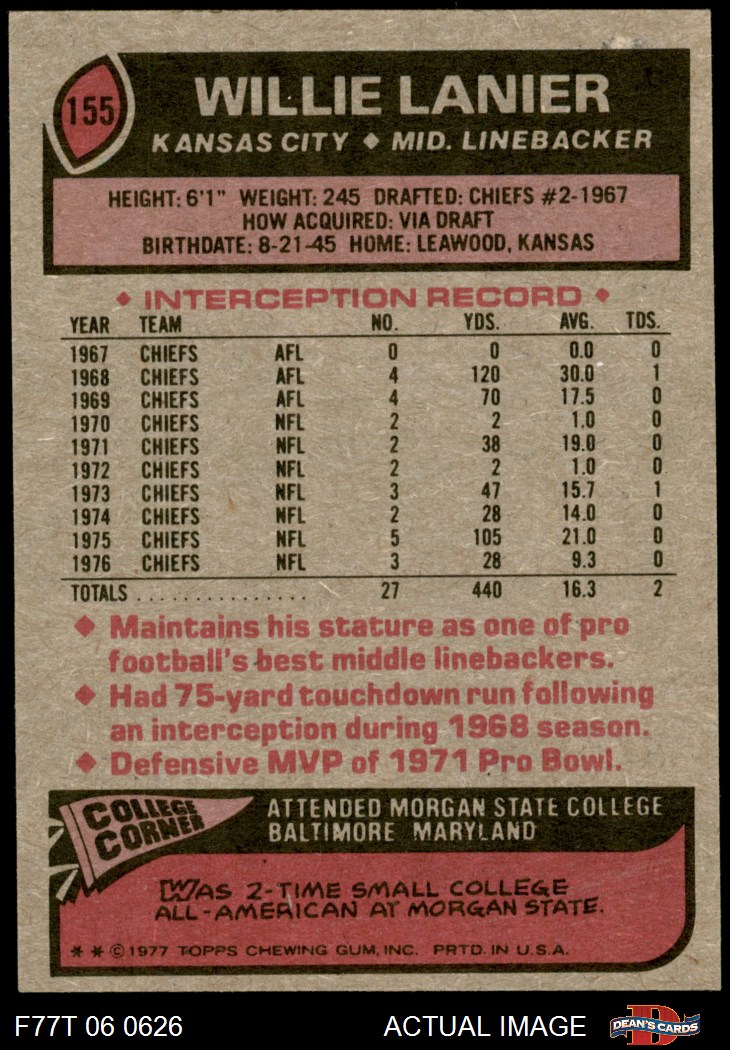 155
WILLIE LANIER
KANSAS CITY ◆ MID. LINEBACKER
HEIGHT: 6'1" WEIGHT: 245 DRAFTED: CHIEFS #2-1967
HOW ACQUIRED: VIA DRAFT
BIRTHDATE: 8-21-45 HOME: LEAWOOD, KANSAS
◆ INTERCEPTION RECORD ◆
YEAR TEAM NO. YDS. AVG. TDS.
1967 CHIEFS AFL 0 0 0.0 0
1968 CHIEFS AFL 4 120 30.0 1
1969 CHIEFS AFL 4 70 17.5 0
1970 CHIEFS NFL 2 2 1.0 0
1971 CHIEFS NFL 2 38 19.0 0
1972 CHIEFS NFL 2 2 1.0 0
1973 CHIEFS NFL 3 47 15.7 1
1974 CHIEFS NFL 2 28 14.0 0
1975 CHIEFS NFL 5 105 21.0 0
1976 CHIEFS NFL 3 28 9.3 0
TOTALS ............... 27 440 16.3 2
◆ Maintains his stature as one of pro
football's best middle linebackers.
◆ Had 75-yard touchdown run following
an interception during 1968 season.
◆ Defensive MVP of 1971 Pro Bowl.
COLLEGE
CORNER
ATTENDED MORGAN STATE COLLEGE
BALTIMORE MARYLAND
WAS 2-TIME SMALL COLLEGE
ALL-AMERICAN AT MORGAN STATE.
* * © 1977 TOPPS CHEWING GUM, INC. PRTD. IN U.S.A.
F77T 06 0626 ACTUAL IMAGE D DEAN'S CARDS